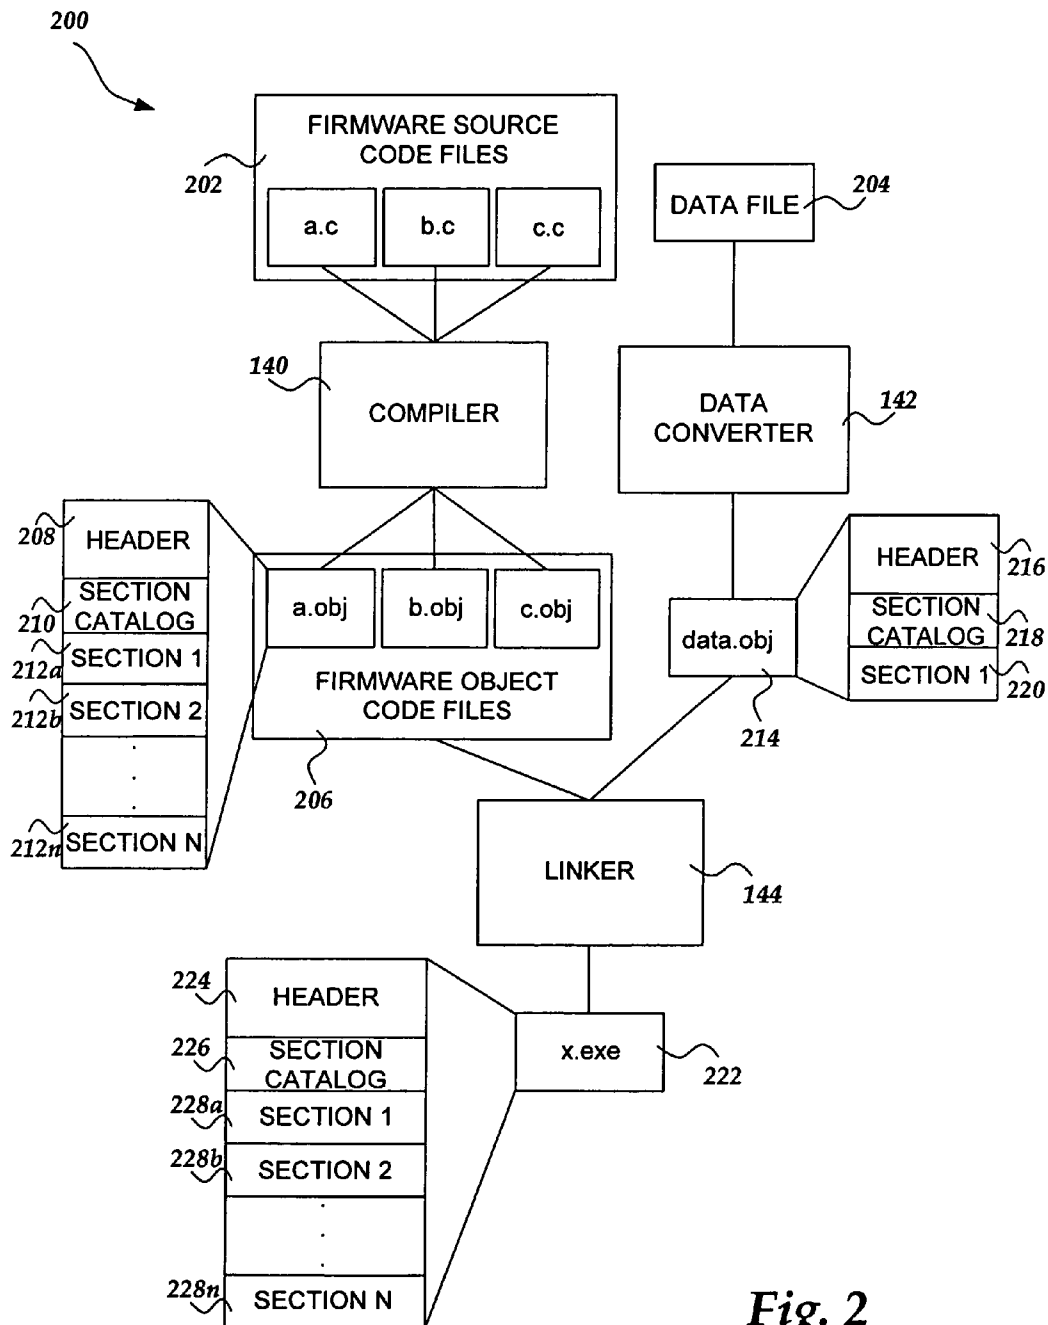 200
FIRMWARE SOURCE
CODE FILES
202
a.c
b.c
c.c
DATA FILE
204
140
COMPILER
DATA
CONVERTER
142
208
HEADER
SECTION
CATALOG
210
SECTION 1
212a
SECTION 2
212b
.
.
.
SECTION N
212n
a.obj
b.obj
c.obj
FIRMWARE OBJECT
CODE FILES
206
data.obj
214
HEADER
216
SECTION
CATALOG
218
SECTION 1
220
LINKER
144
224
HEADER
226
SECTION
CATALOG
228a
SECTION 1
228b
SECTION 2
.
.
.
228n
SECTION N
x.exe
222
Fig. 2